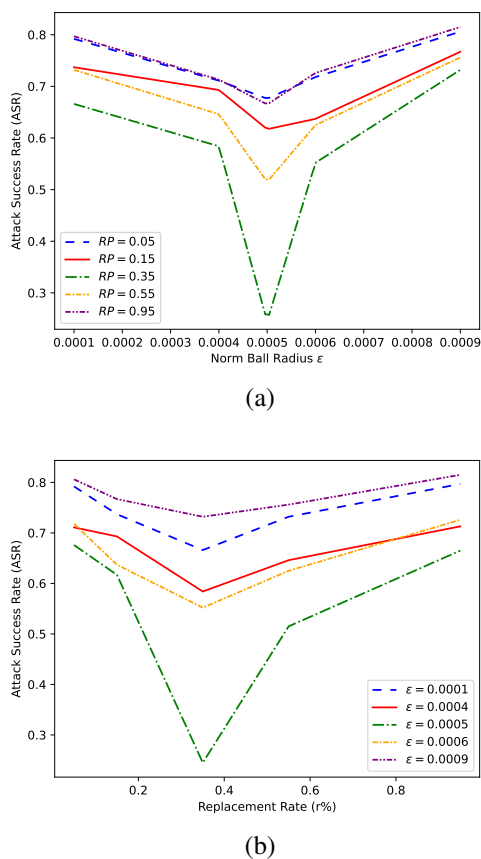 0.8
0.7
0.6
0.5
0.4
0.3
Attack Success Rate (ASR)
RP = 0.05
RP = 0.15
RP = 0.35
RP = 0.55
RP = 0.95
0.0001 0.0002 0.0003 0.0004 0.0005 0.0006 0.0007 0.0008 0.0009
Norm Ball Radius ε
(a)
0.8
0.7
0.6
0.5
0.4
0.3
Attack Success Rate (ASR)
ε = 0.0001
ε = 0.0004
ε = 0.0005
ε = 0.0006
ε = 0.0009
0.2 0.4 0.6 0.8
Replacement Rate (r%)
(b)